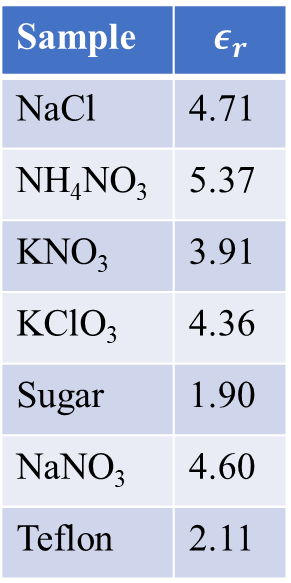 Sample ϵᵣ
NaCl 4.71
NH₄NO₃ 5.37
KNO₃ 3.91
KClO₃ 4.36
Sugar 1.90
NaNO₃ 4.60
Teflon 2.11